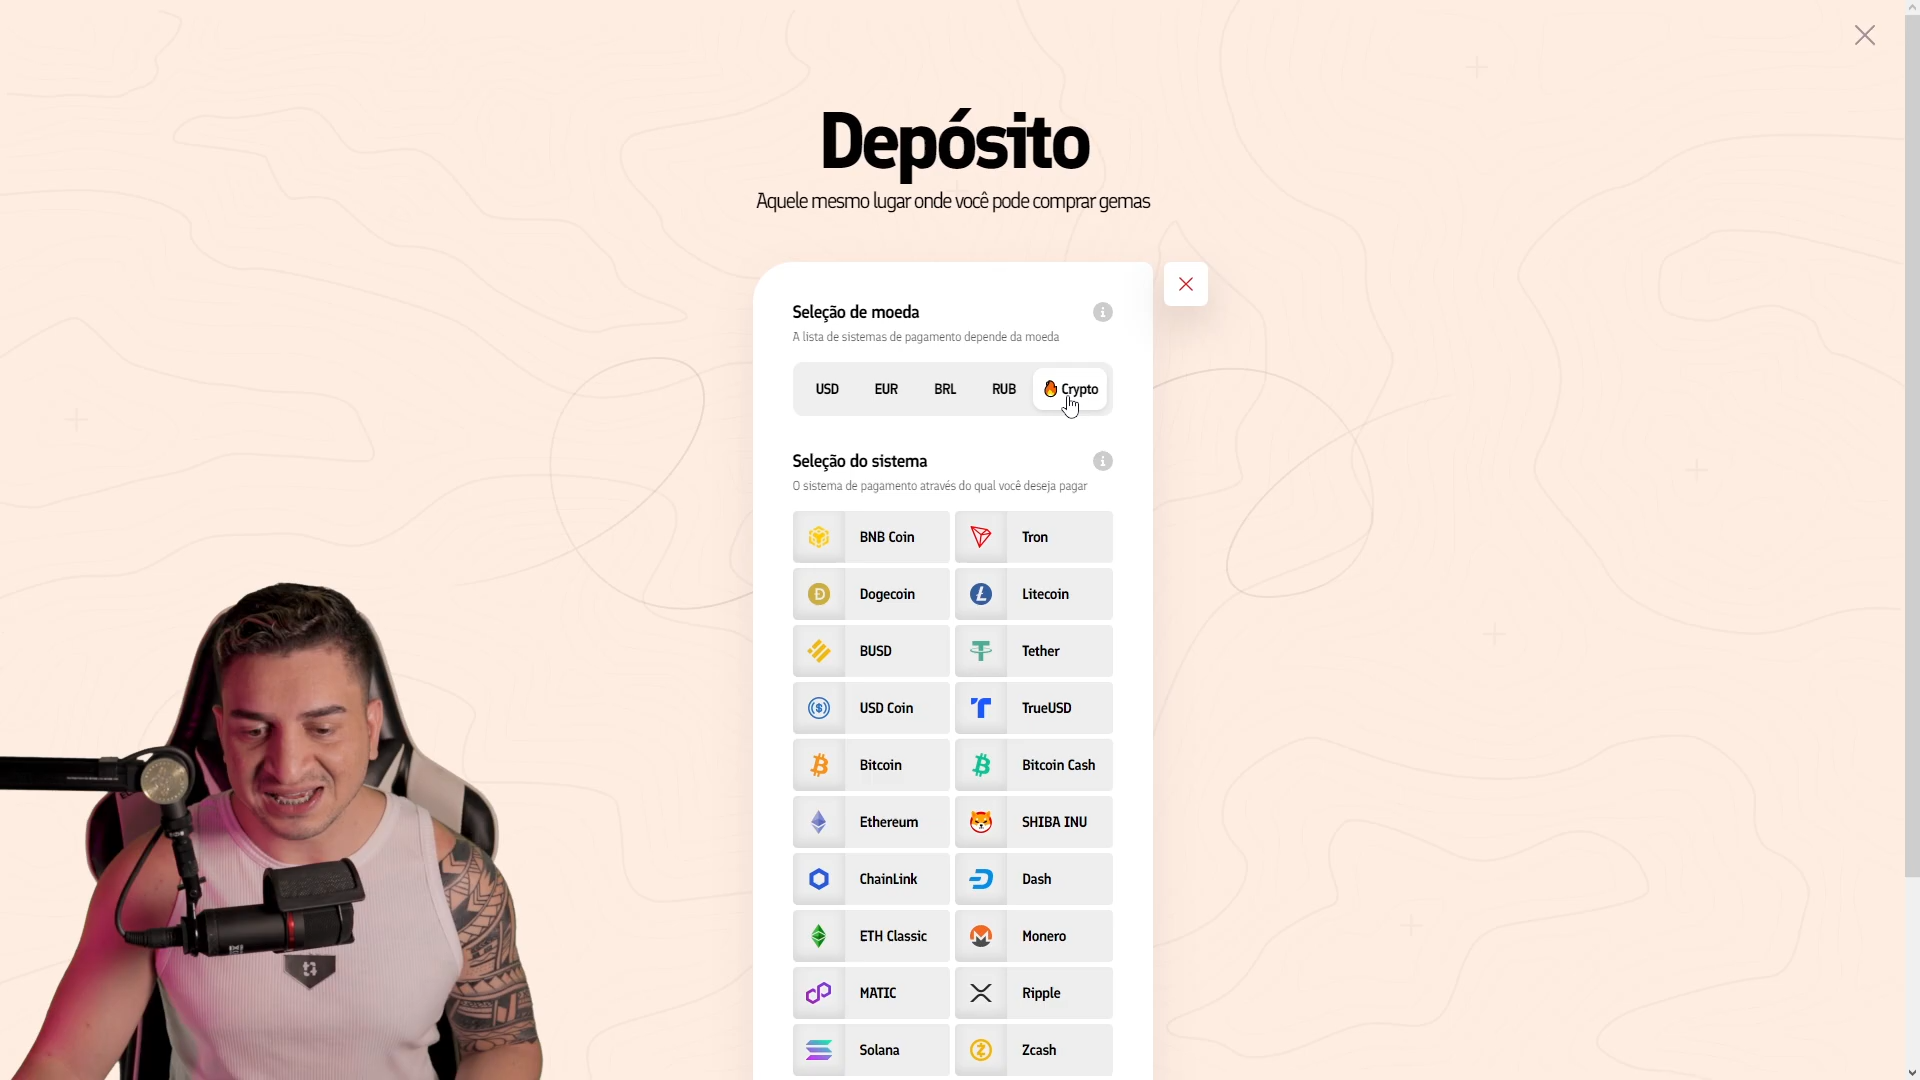 Depósito
Aquele mesmo lugar onde você pode comprar gemas
Seleção de moeda
A lista de sistemas de pagamento depende da moeda
USD EUR BRL RUB Crypto
Seleção do sistema
O sistema de pagamento através do qual você deseja pagar
BNB Coin Tron
Dogecoin Litecoin
BUSD Tether
USD Coin TrueUSD
Bitcoin Bitcoin Cash
Ethereum SHIBA INU
ChainLink Dash
ETH Classic Monero
MATIC Ripple
Solana Zcash